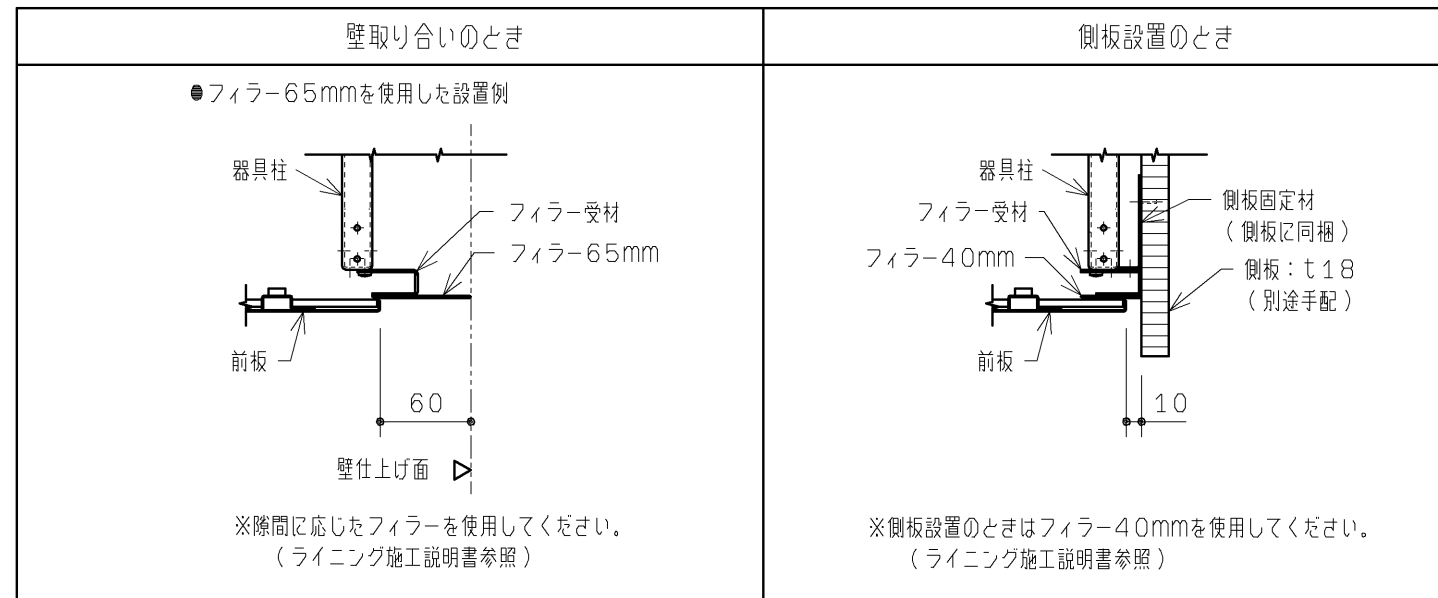 壁取り合いのとき
●フィラー65mmを使用した設置例
器具柱
フィラー受材
フィラー65mm
前板
60
壁仕上げ面
※隙間に応じたフィラーを使用してください。
（ライニング施工説明書参照）
側板設置のとき
器具柱
フィラー受材
フィラー40mm
側板固定材
（側板に同梱）
側板：t18
（別途手配）
前板
10
※側板設置のときはフィラー40mmを使用してください。
（ライニング施工説明書参照）